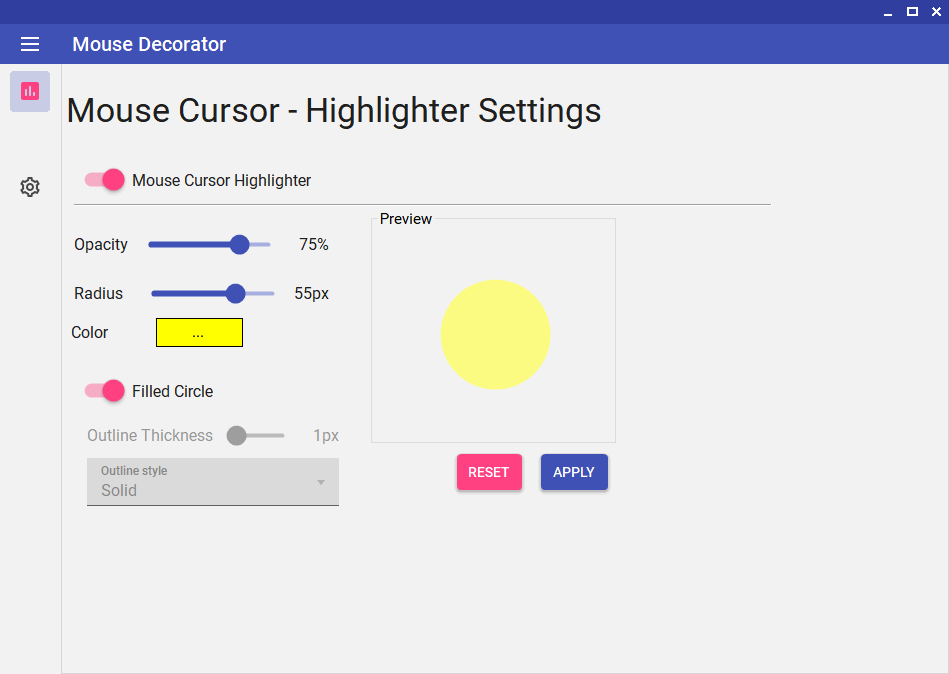 Mouse Decorator
Mouse Cursor - Highlighter Settings
Mouse Cursor Highlighter
Opacity 75%
Radius 55px
Color ...
Filled Circle
Outline Thickness 1px
Outline style
Solid
Preview
RESET APPLY